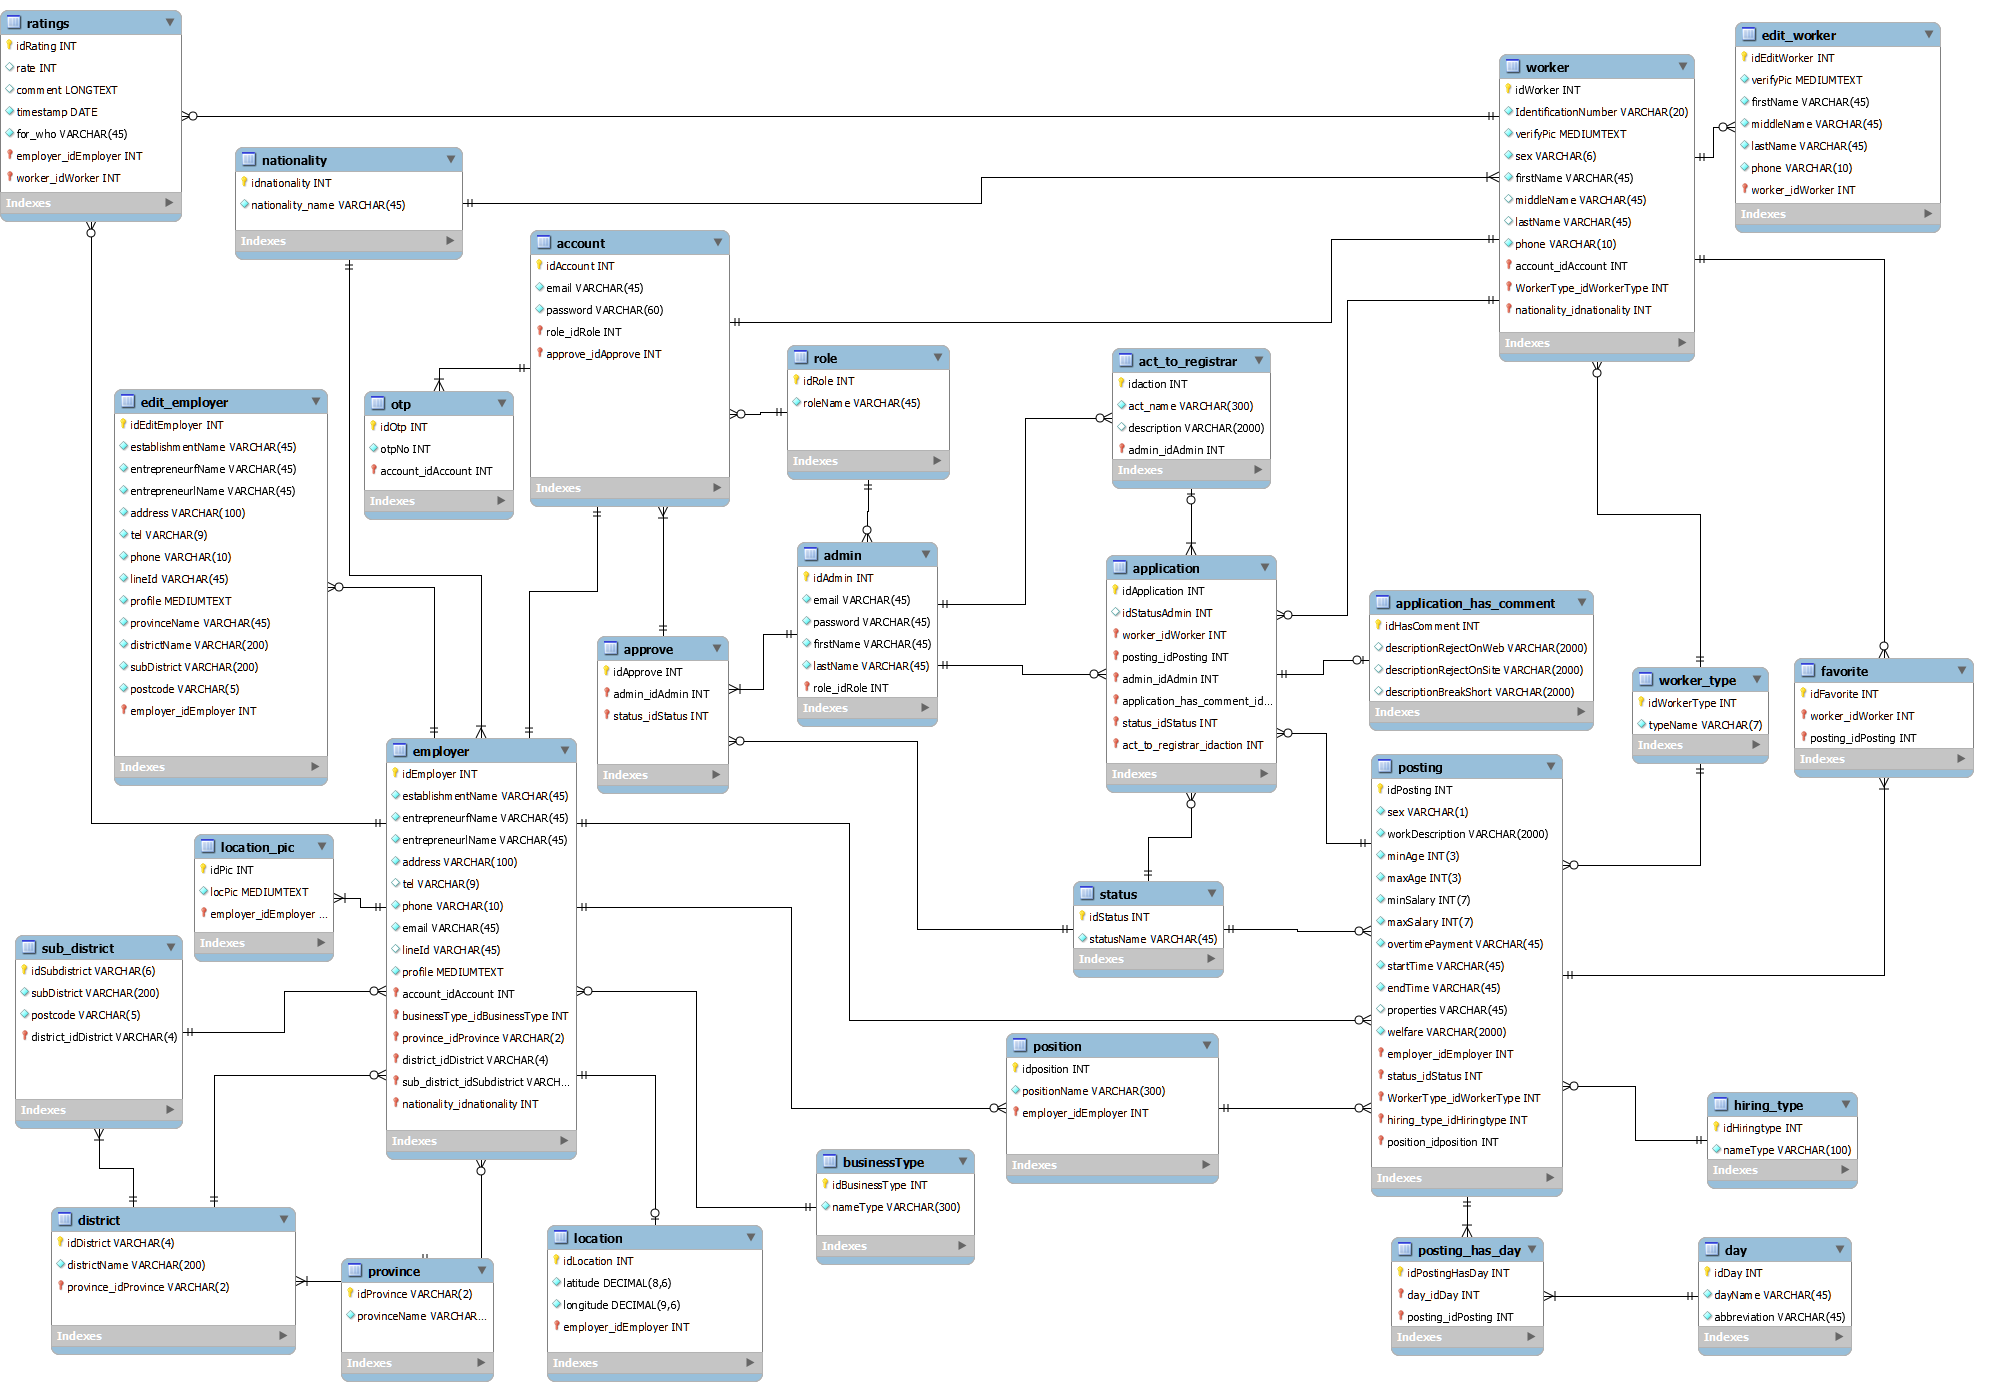 ratings
idRating INT
rate INT
comment LONGTEXT
timestamp DATE
for_who VARCHAR(45)
employer_idEmployer INT
worker_idWorker INT
Indexes
nationality
idnationality INT
nationality_name VARCHAR(45)
Indexes
account
idAccount INT
email VARCHAR(45)
password VARCHAR(60)
role_idRole INT
approve_idApprove INT
Indexes
worker
idWorker INT
IdentificationNumber VARCHAR(20)
verifyPic MEDIUMTEXT
sex VARCHAR(6)
firstName VARCHAR(45)
middleName VARCHAR(45)
lastName VARCHAR(45)
phone VARCHAR(10)
account_idAccount INT
WorkerType_idWorkerType INT
nationality_idnationality INT
Indexes
edit_worker
idEditWorker INT
verifyPic MEDIUMTEXT
firstName VARCHAR(45)
middleName VARCHAR(45)
lastName VARCHAR(45)
phone VARCHAR(10)
worker_idWorker INT
Indexes
edit_employer
idEditEmployer INT
establishmentName VARCHAR(45)
entrepreneurfName VARCHAR(45)
entrepreneurlName VARCHAR(45)
address VARCHAR(100)
tel VARCHAR(9)
phone VARCHAR(10)
lineId VARCHAR(45)
profile MEDIUMTEXT
provinceName VARCHAR(45)
districtName VARCHAR(200)
subDistrict VARCHAR(200)
postcode VARCHAR(5)
employer_idEmployer INT
Indexes
otp
idOtp INT
otpNo INT
account_idAccount INT
Indexes
role
idRole INT
roleName VARCHAR(45)
Indexes
act_to_registrar
idaction INT
act_name VARCHAR(300)
description VARCHAR(2000)
admin_idAdmin INT
Indexes
admin
idAdmin INT
email VARCHAR(45)
password VARCHAR(45)
firstName VARCHAR(45)
lastName VARCHAR(45)
role_idRole INT
Indexes
approve
idApprove INT
admin_idAdmin INT
status_idStatus INT
Indexes
application
idApplication INT
idStatusAdmin INT
worker_idWorker INT
posting_idPosting INT
admin_idAdmin INT
application_has_comment_id...
status_idStatus INT
act_to_registrar_idaction INT
Indexes
application_has_comment
idHasComment INT
descriptionRejectOnWeb VARCHAR(2000)
descriptionRejectOnSite VARCHAR(2000)
descriptionBreakShort VARCHAR(2000)
Indexes
worker_type
idWorkerType INT
typeName VARCHAR(7)
Indexes
favorite
idFavorite INT
worker_idWorker INT
posting_idPosting INT
Indexes
employer
idEmployer INT
establishmentName VARCHAR(45)
entrepreneurfName VARCHAR(45)
entrepreneurlName VARCHAR(45)
address VARCHAR(100)
tel VARCHAR(9)
phone VARCHAR(10)
email VARCHAR(45)
lineId VARCHAR(45)
profile MEDIUMTEXT
account_idAccount INT
businessType_idBusinessType INT
province_idProvince VARCHAR(2)
district_idDistrict VARCHAR(4)
sub_district_idSubdistrict VARCH...
nationality_idnationality INT
Indexes
location_pic
idPic INT
locPic MEDIUMTEXT
employer_idEmployer ...
Indexes
sub_district
idSubdistrict VARCHAR(6)
subDistrict VARCHAR(200)
postcode VARCHAR(5)
district_idDistrict VARCHAR(4)
Indexes
status
idStatus INT
statusName VARCHAR(45)
Indexes
posting
idPosting INT
sex VARCHAR(1)
workDescription VARCHAR(2000)
minAge INT(3)
maxAge INT(3)
minSalary INT(7)
maxSalary INT(7)
overtimePayment VARCHAR(45)
startTime VARCHAR(45)
endTime VARCHAR(45)
properties VARCHAR(45)
welfare VARCHAR(2000)
employer_idEmployer INT
status_idStatus INT
WorkerType_idWorkerType INT
hiring_type_idHiringtype INT
position_idposition INT
Indexes
position
idposition INT
positionName VARCHAR(300)
employer_idEmployer INT
Indexes
hiring_type
idHiringtype INT
nameType VARCHAR(100)
Indexes
businessType
idBusinessType INT
nameType VARCHAR(300)
Indexes
district
idDistrict VARCHAR(4)
districtName VARCHAR(200)
province_idProvince VARCHAR(2)
Indexes
province
idProvince VARCHAR(2)
provinceName VARCHAR...
Indexes
location
idLocation INT
latitude DECIMAL(8,6)
longitude DECIMAL(9,6)
employer_idEmployer INT
Indexes
posting_has_day
idPostingHasDay INT
day_idDay INT
posting_idPosting INT
Indexes
day
idDay INT
dayName VARCHAR(45)
abbreviation VARCHAR(45)
Indexes